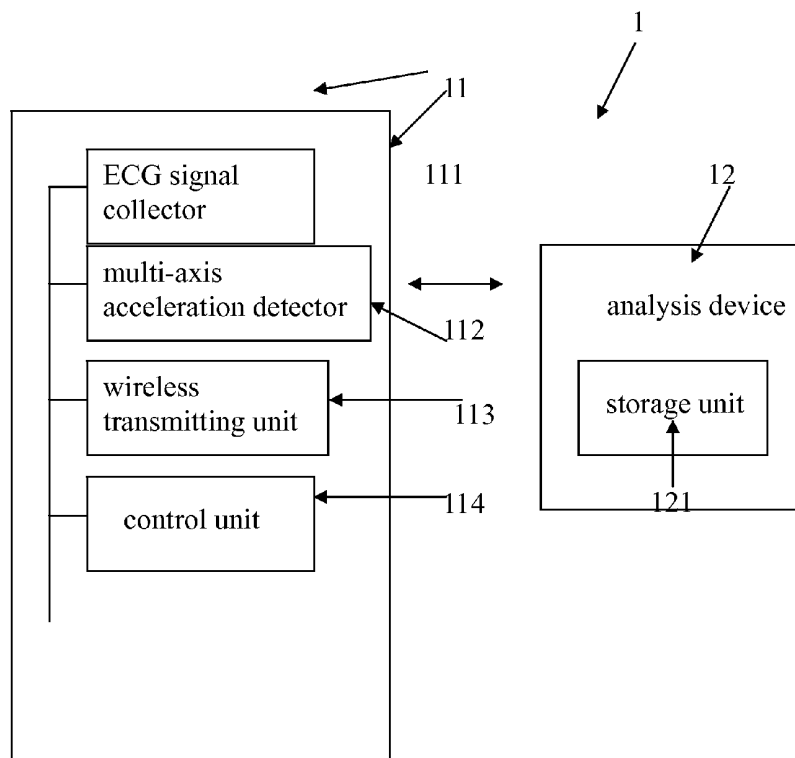 1
11
ECG signal
collector
111
12
multi-axis
acceleration detector
112
analysis device
wireless
transmitting unit
113
storage unit
control unit
114
121